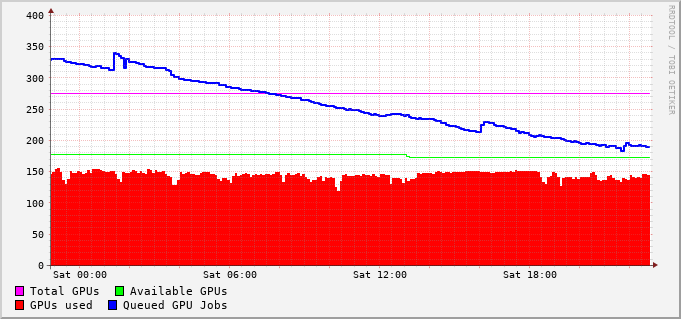 RRDTOOL / TOBI OETIKER
400
350
300
250
200
150
100
50
0
Sat 00:00 Sat 06:00 Sat 12:00 Sat 18:00
Total GPUs Available GPUs
GPUs used Queued GPU Jobs